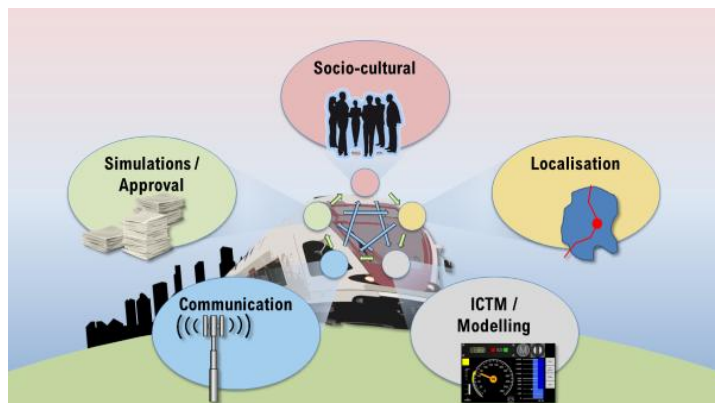 Socio-cultural
Simulations /
Approval
Localisation
Communication
ICTM /
Modelling